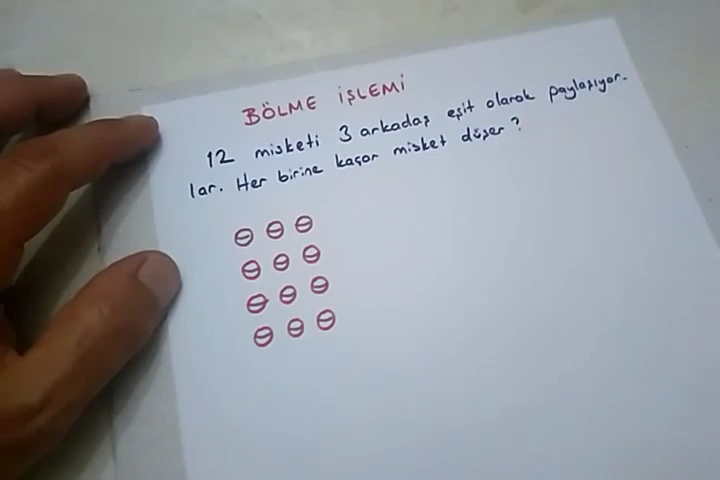 BÖLME İŞLEMİ
12 misketi 3 arkadaş eşit olarak paylaşıyor-
lar. Her birine kaçar misket düşer?